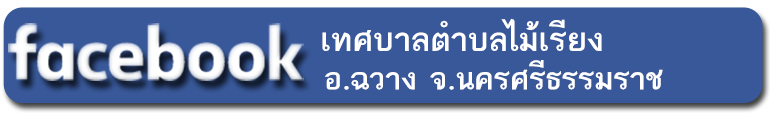 facebook
เทศบาลตำบลไม้เรียง
อ.ฉวาง จ.นครศรีธรรมราช